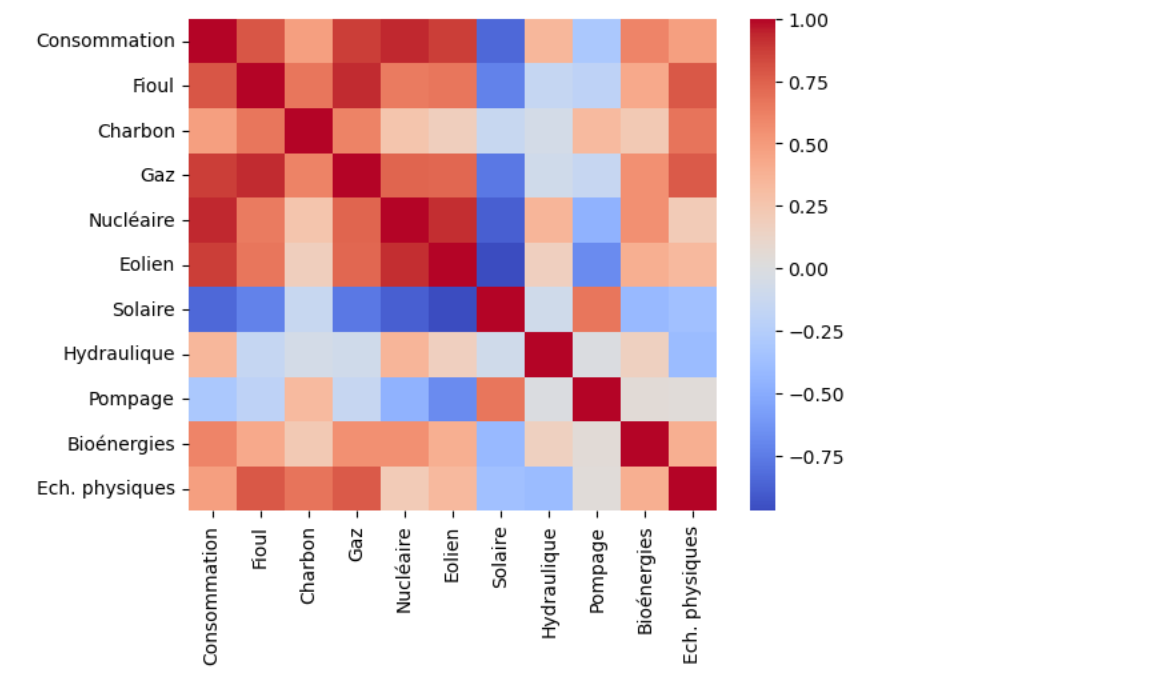 Consommation
Fioul
Charbon
Gaz
Nucléaire
Eolien
Solaire
Hydraulique
Pompage
Bioénergies
Ech. physiques
Consommation
Fioul
Charbon
Gaz
Nucléaire
Eolien
Solaire
Hydraulique
Pompage
Bioénergies
Ech. physiques
1.00
0.75
0.50
0.25
0.00
−0.25
−0.50
−0.75